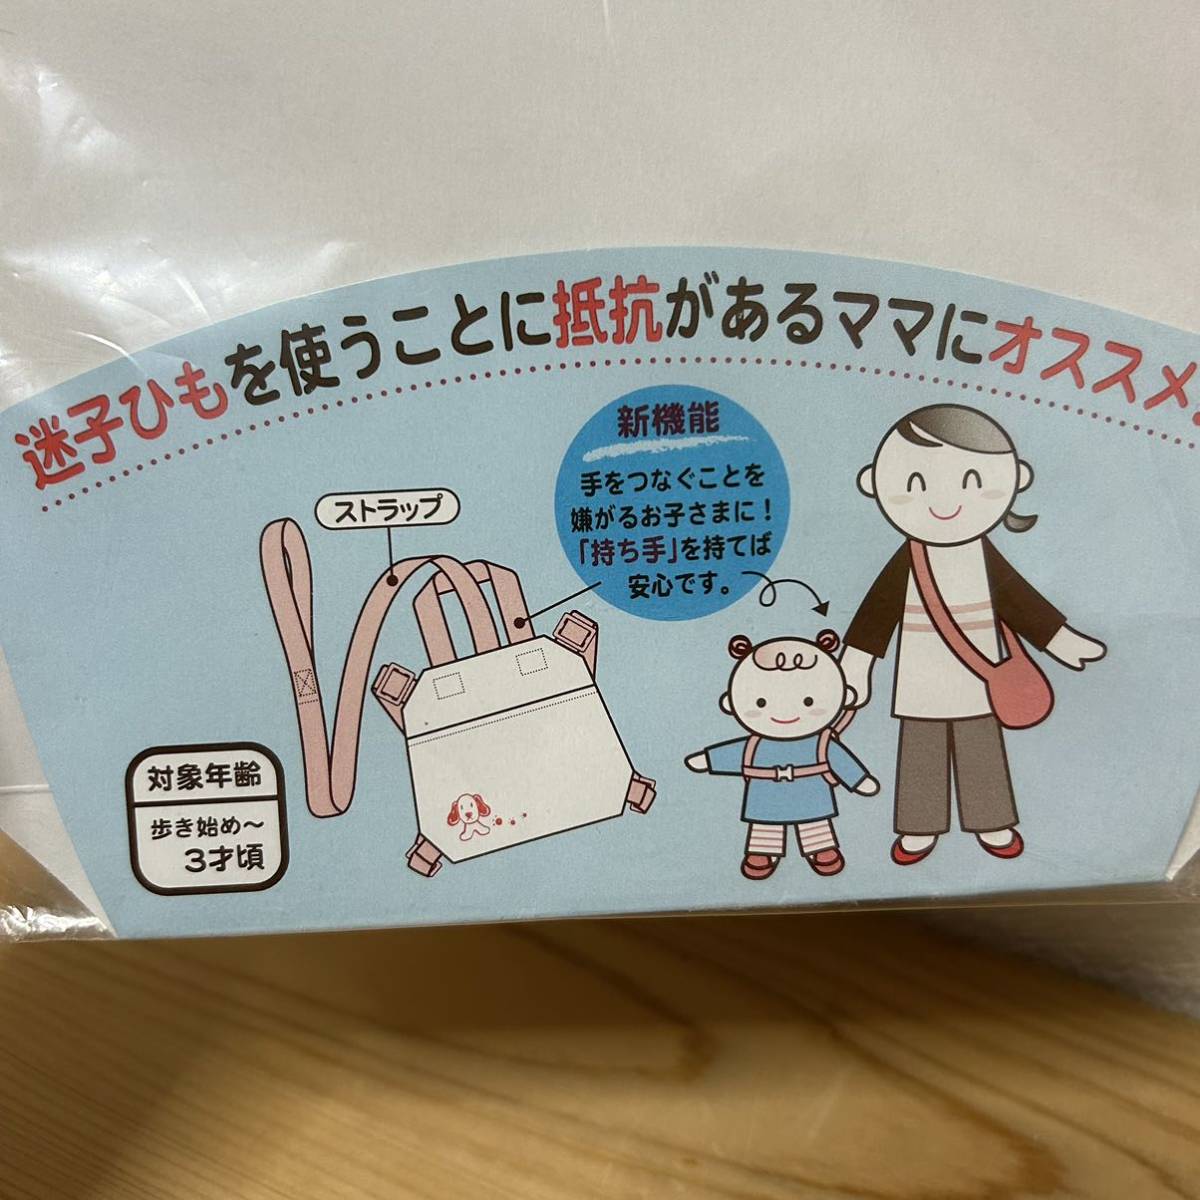 迷子ひもを使うことに抵抗があるママにオススメ
新機能
手をつなぐことを
嫌がるお子さまに！
「持ち手」を持てば
安心です。
ストラップ
対象年齢
歩き始め～
3才頃